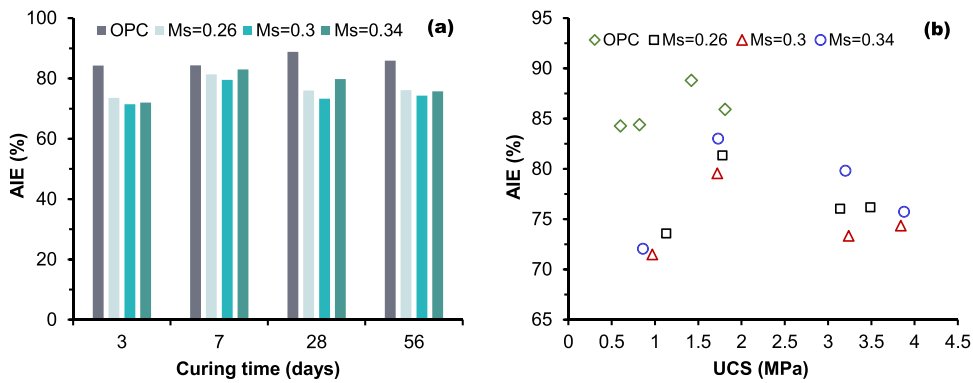 OPC Ms=0.26 Ms=0.3 Ms=0.34 (a)
100
80
60
40
20
0
AIE (%)
3 7 28 56
Curing time (days)
OPC Ms=0.26 Ms=0.3 Ms=0.34 (b)
95
90
85
80
75
70
65
AIE (%)
0 0.5 1 1.5 2 2.5 3 3.5 4 4.5
UCS (MPa)